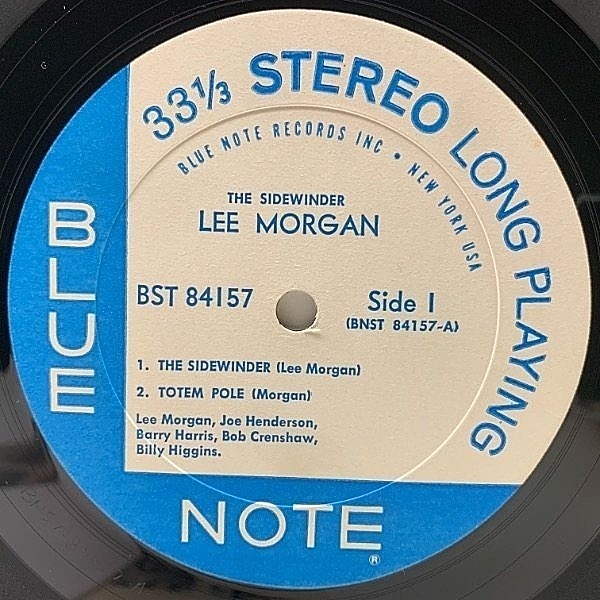 33⅓ STEREO LONG PLAYING
BLUE NOTE RECORDS INC • NEW YORK USA
THE SIDEWINDER
LEE MORGAN
BST 84157
Side 1
(BNST 84157-A)
1. THE SIDEWINDER (Lee Morgan)
2. TOTEM POLE (Morgan)
Lee Morgan, Joe Henderson,
Barry Harris, Bob Crenshaw,
Billy Higgins.
BLUE
NOTE
®